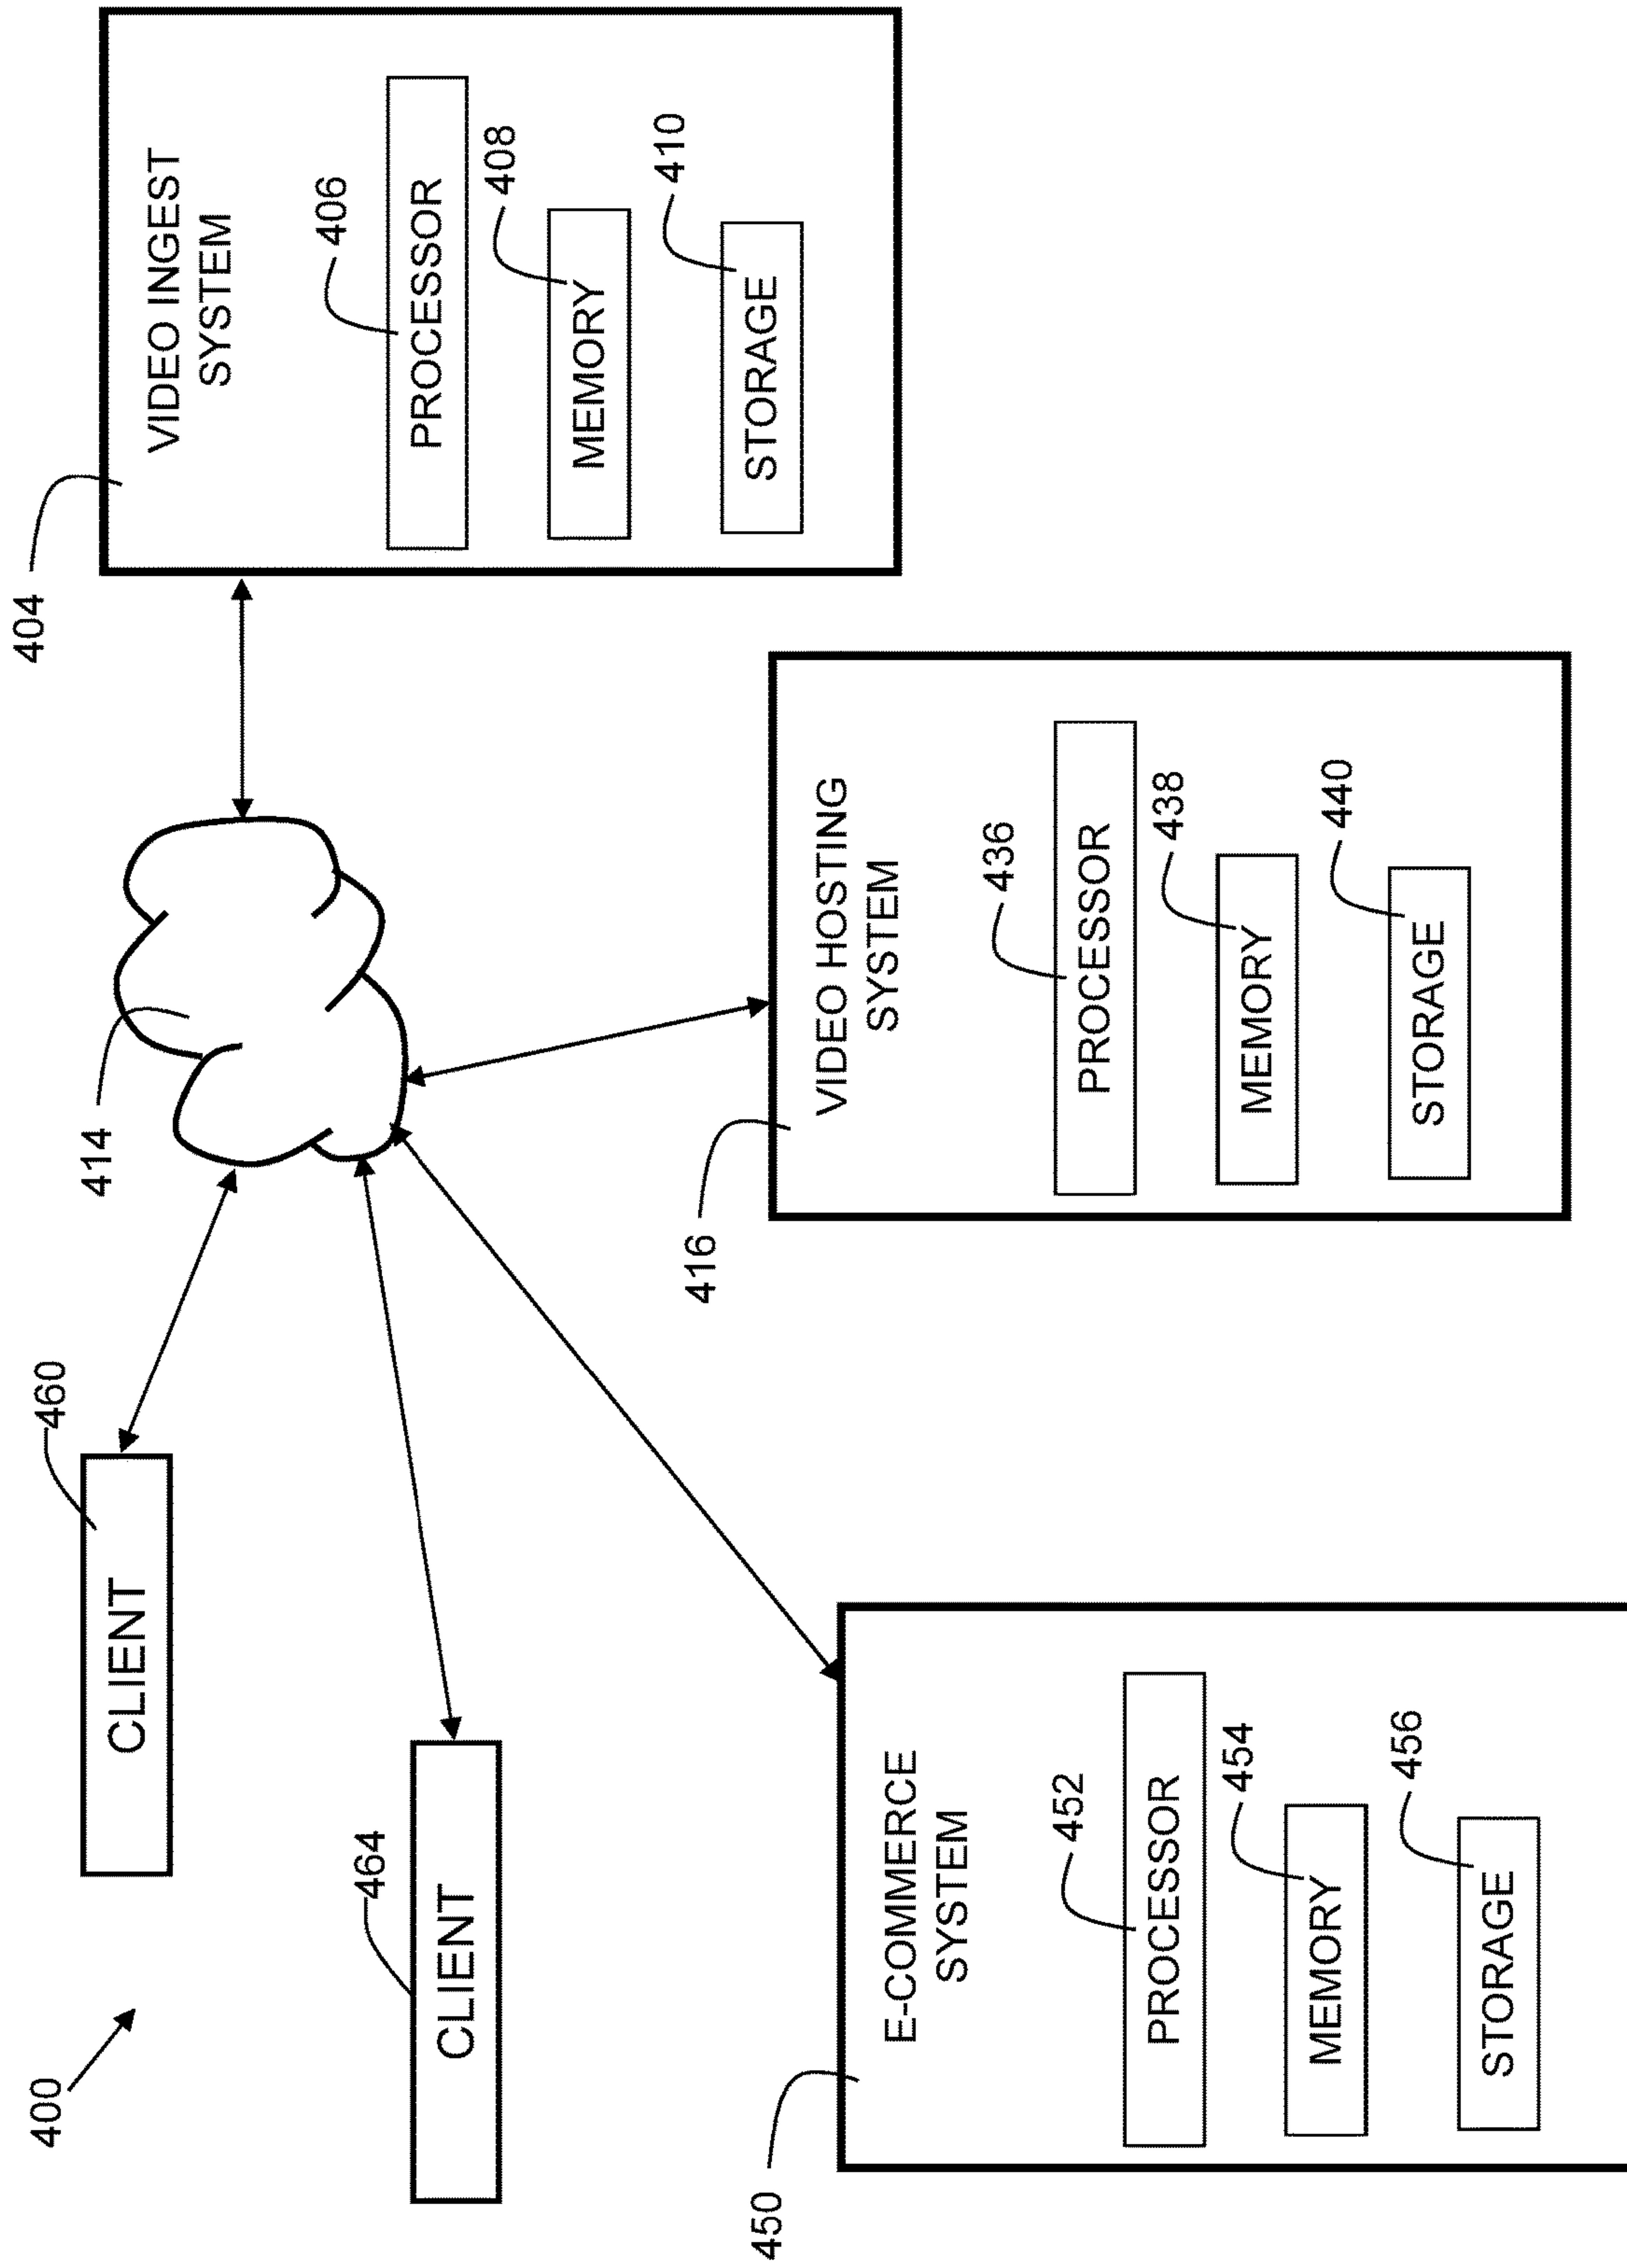 400
CLIENT
460
CLIENT
464
414
404
VIDEO INGEST
SYSTEM
406
PROCESSOR
408
MEMORY
410
STORAGE
416
VIDEO HOSTING
SYSTEM
436
PROCESSOR
438
MEMORY
440
STORAGE
450
E-COMMERCE
SYSTEM
452
PROCESSOR
454
MEMORY
456
STORAGE